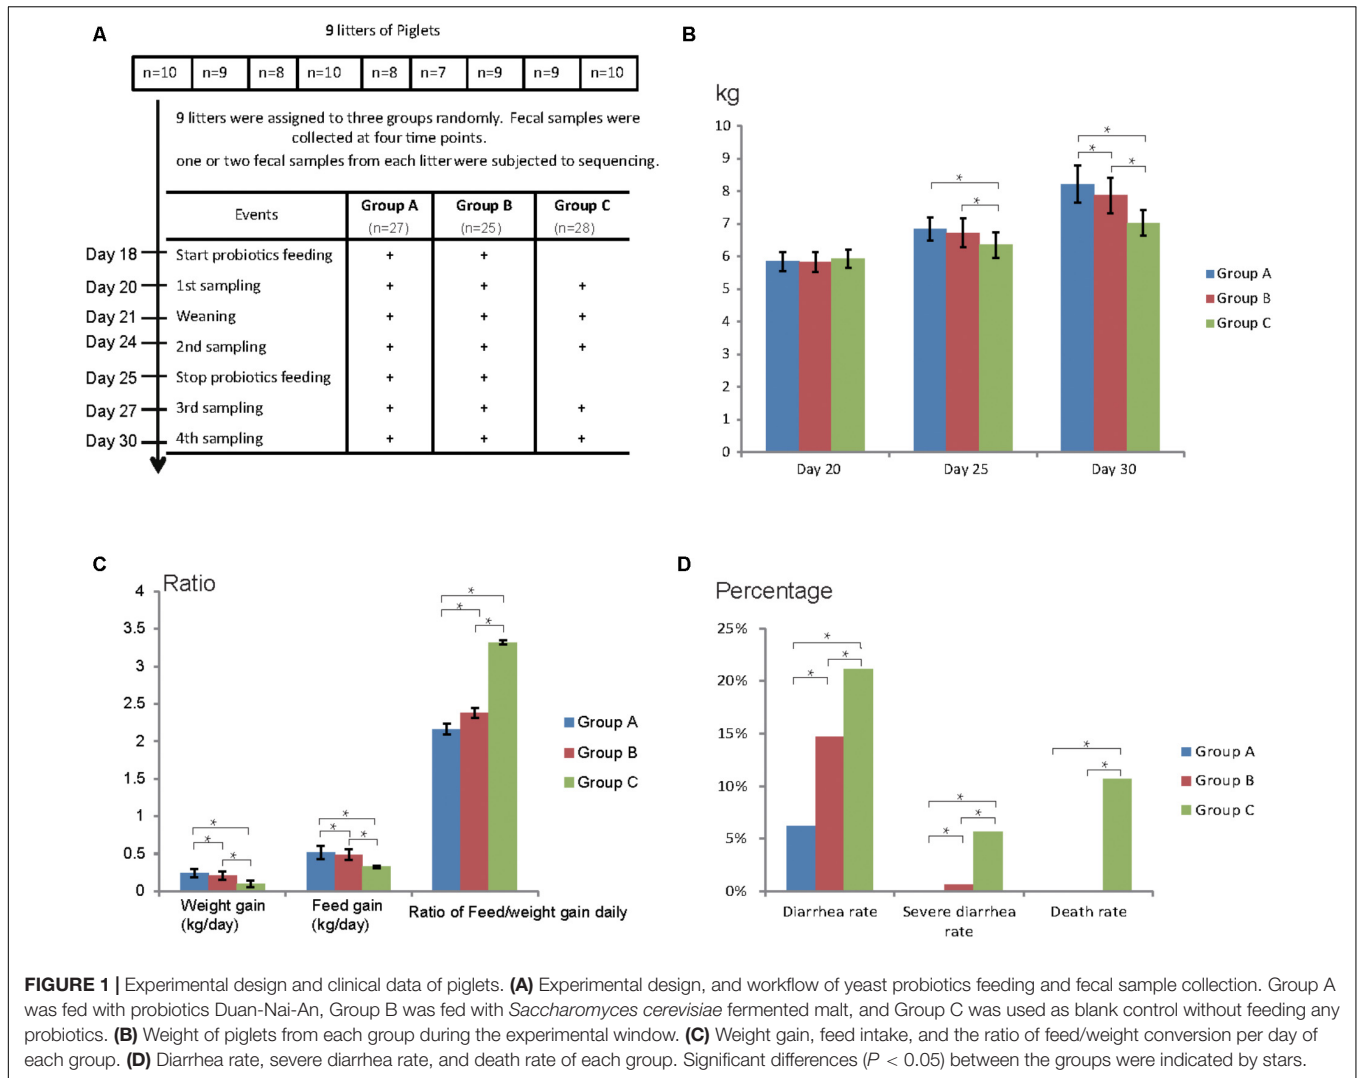 A
9 litters of Piglets
n=10 n=9 n=8 n=10 n=8 n=7 n=9 n=9 n=10
9 litters were assigned to three groups randomly. Fecal samples were
collected at four time points.
one or two fecal samples from each litter were subjected to sequencing.
Events Group A Group B Group C
(n=27) (n=25) (n=28)
Day 18 Start probiotics feeding + +
Day 20 1st sampling + + +
Day 21 Weaning + + +
Day 24 2nd sampling + + +
Day 25 Stop probiotics feeding + +
Day 27 3rd sampling + + +
Day 30 4th sampling + + +
B
kg
10
9
8
7
6
5
4
3
2
1
0
* * *
* *
Day 20 Day 25 Day 30
Group A
Group B
Group C
C
Ratio
4
3.5
3
2.5
2
1.5
1
0.5
0
* * *
* * *
* * *
Weight gain Feed gain Ratio of Feed/weight gain daily
(kg/day) (kg/day)
Group A
Group B
Group C
D
Percentage
25%
20%
15%
10%
5%
0%
* * *
* * *
* *
Diarrhea rate Severe diarrhea Death rate
rate
Group A
Group B
Group C
FIGURE 1 | Experimental design and clinical data of piglets. (A) Experimental design, and workflow of yeast probiotics feeding and fecal sample collection. Group A
was fed with probiotics Duan-Nai-An, Group B was fed with Saccharomyces cerevisiae fermented malt, and Group C was used as blank control without feeding any
probiotics. (B) Weight of piglets from each group during the experimental window. (C) Weight gain, feed intake, and the ratio of feed/weight conversion per day of
each group. (D) Diarrhea rate, severe diarrhea rate, and death rate of each group. Significant differences (P < 0.05) between the groups were indicated by stars.